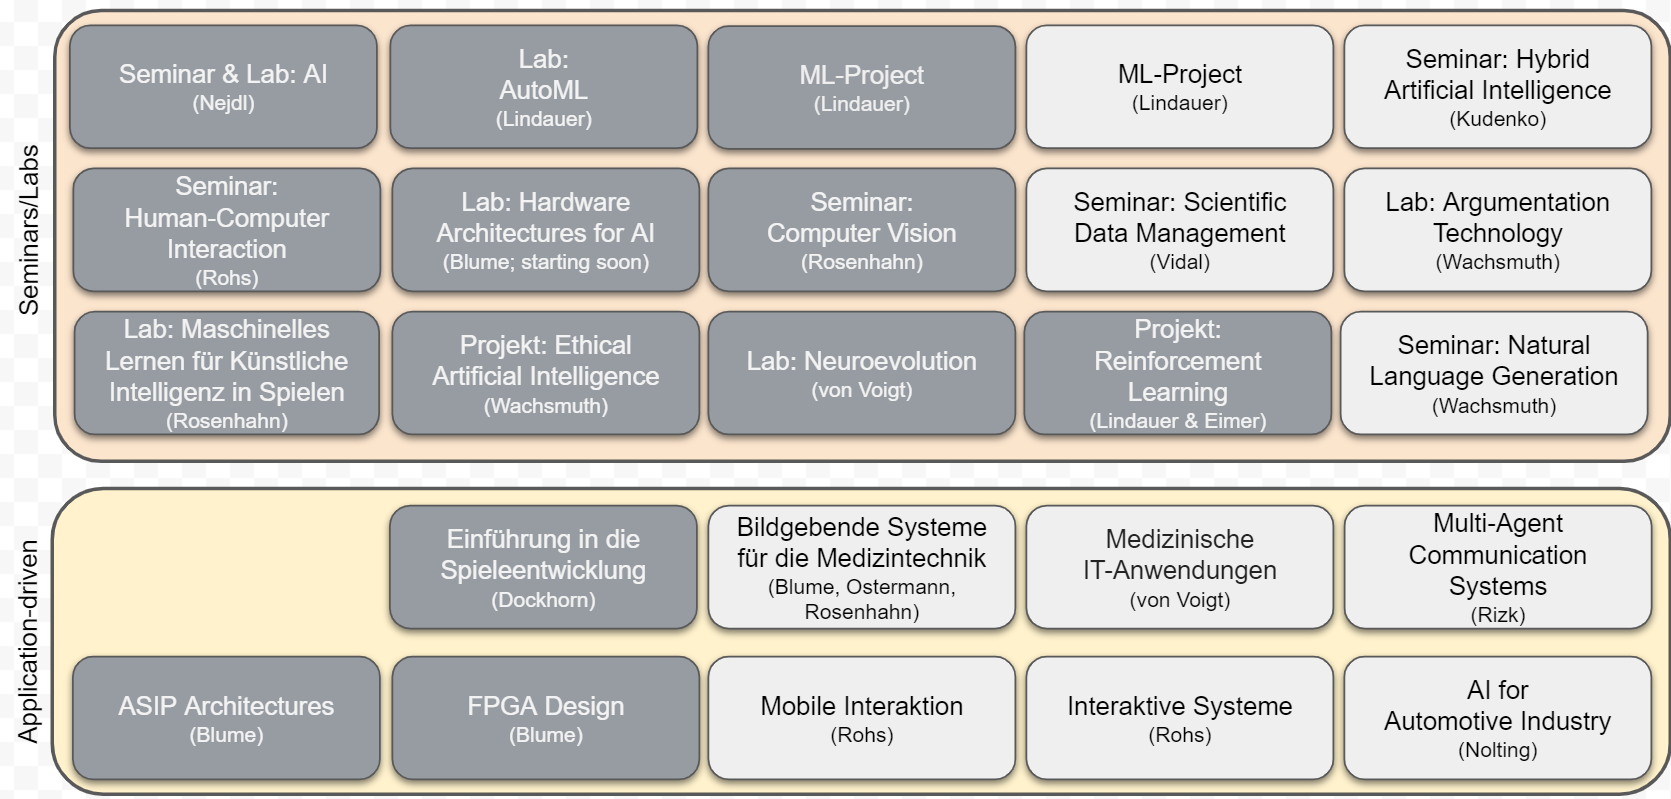 Seminars/Labs
Seminar & Lab: AI
(Nejdl)
Lab:
AutoML
(Lindauer)
ML-Project
(Lindauer)
ML-Project
(Lindauer)
Seminar: Hybrid
Artificial Intelligence
(Kudenko)
Seminar:
Human-Computer
Interaction
(Rohs)
Lab: Hardware
Architectures for AI
(Blume; starting soon)
Seminar:
Computer Vision
(Rosenhahn)
Seminar: Scientific
Data Management
(Vidal)
Lab: Argumentation
Technology
(Wachsmuth)
Lab: Maschinelles
Lernen für Künstliche
Intelligenz in Spielen
(Rosenhahn)
Projekt: Ethical
Artificial Intelligence
(Wachsmuth)
Lab: Neuroevolution
(von Voigt)
Projekt:
Reinforcement
Learning
(Lindauer & Eimer)
Seminar: Natural
Language Generation
(Wachsmuth)
Application-driven
Einführung in die
Spieleentwicklung
(Dockhorn)
Bildgebende Systeme
für die Medizintechnik
(Blume, Ostermann,
Rosenhahn)
Medizinische
IT-Anwendungen
(von Voigt)
Multi-Agent
Communication
Systems
(Rizk)
ASIP Architectures
(Blume)
FPGA Design
(Blume)
Mobile Interaktion
(Rohs)
Interaktive Systeme
(Rohs)
AI for
Automotive Industry
(Nolting)